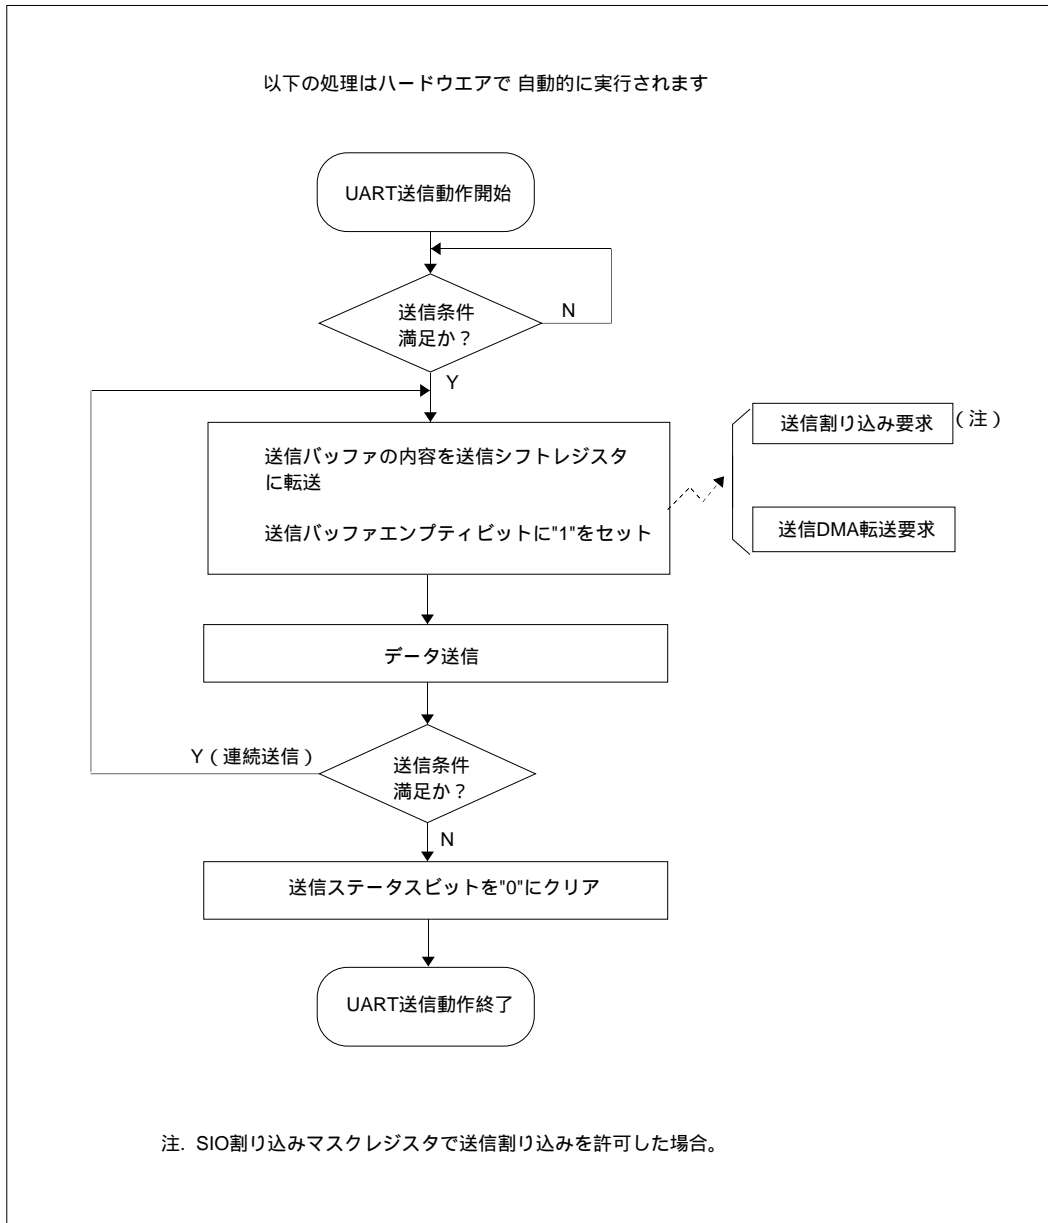 以下の処理はハードウエアで 自動的に実行されます
UART送信動作開始
送信条件
満足か？
N
Y
送信バッファの内容を送信シフトレジスタ
に転送
送信バッファエンプティビットに"1"をセット
送信割り込み要求
（注）
送信DMA転送要求
データ送信
Y（連続送信）
送信条件
満足か？
N
送信ステータスビットを"0"にクリア
UART送信動作終了
注. SIO割り込みマスクレジスタで送信割り込みを許可した場合。